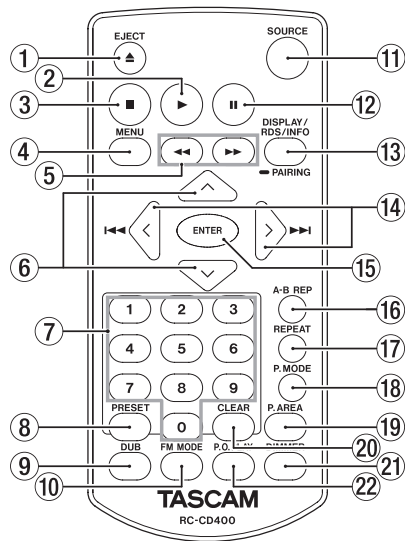 EJECT
SOURCE
1
2
11
3
12
MENU
DISPLAY/
RDS/INFO
4
13
5
PAIRING
14
6
ENTER
15
A-B REP
16
7
1 2 3
REPEAT
17
4 5 6
P.MODE
18
7 8 9
PRESET
CLEAR
P.AREA
8
0
19
20
DUB
FM MODE
9
21
10
22
TASCAM
RC-CD400